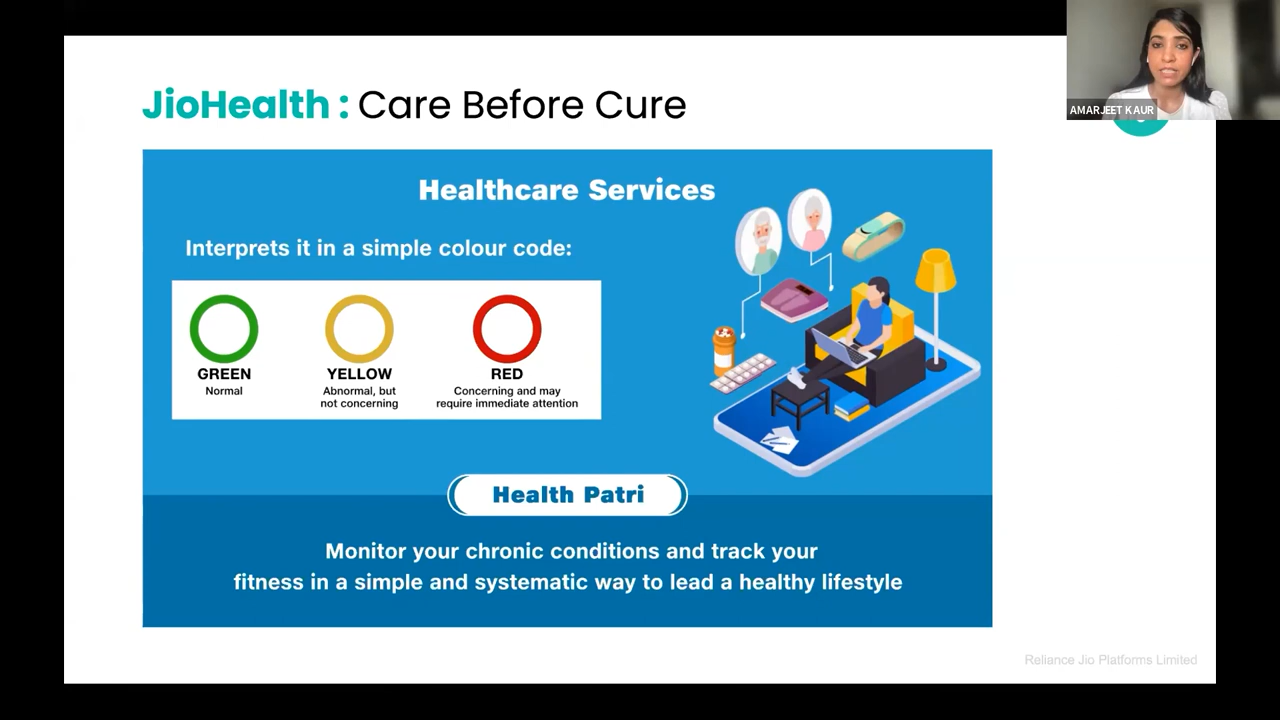 JioHealth : Care Before Cure
AMARJEET KAUR
Healthcare Services
Interprets it in a simple colour code:
GREEN
Normal
YELLOW
Abnormal, but
not concerning
RED
Concerning and may
require immediate attention
Health Patri
Monitor your chronic conditions and track your
fitness in a simple and systematic way to lead a healthy lifestyle
Reliance Jio Platforms Limited